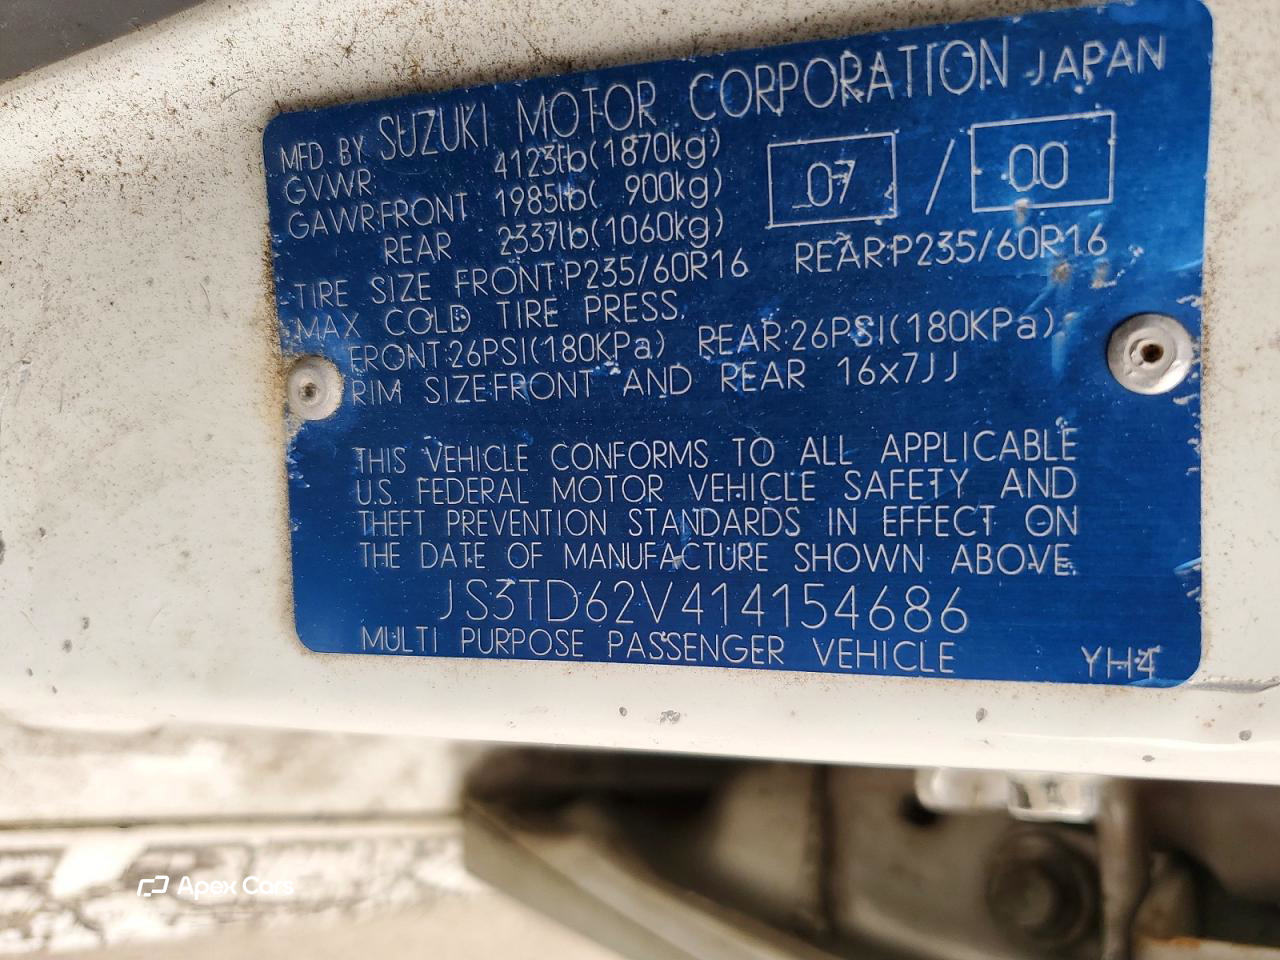 MFD. BY SUZUKI MOTOR CORPORATION JAPAN
GVWR 4123lb(1870kg)
GAWR:FRONT 1985lb( 900kg) 07 / 00
REAR 2337lb(1060kg)
TIRE SIZE FRONT:P235/60R16 REAR:P235/60R16
MAX COLD TIRE PRESS.
FRONT:26PSI(180KPa) REAR:26PSI(180KPa)
RIM SIZE:FRONT AND REAR 16x7JJ
THIS VEHICLE CONFORMS TO ALL APPLICABLE
U.S. FEDERAL MOTOR VEHICLE SAFETY AND
THEFT PREVENTION STANDARDS IN EFFECT ON
THE DATE OF MANUFACTURE SHOWN ABOVE.
JS3TD62V414154686
MULTI PURPOSE PASSENGER VEHICLE YH4
Apex Cars